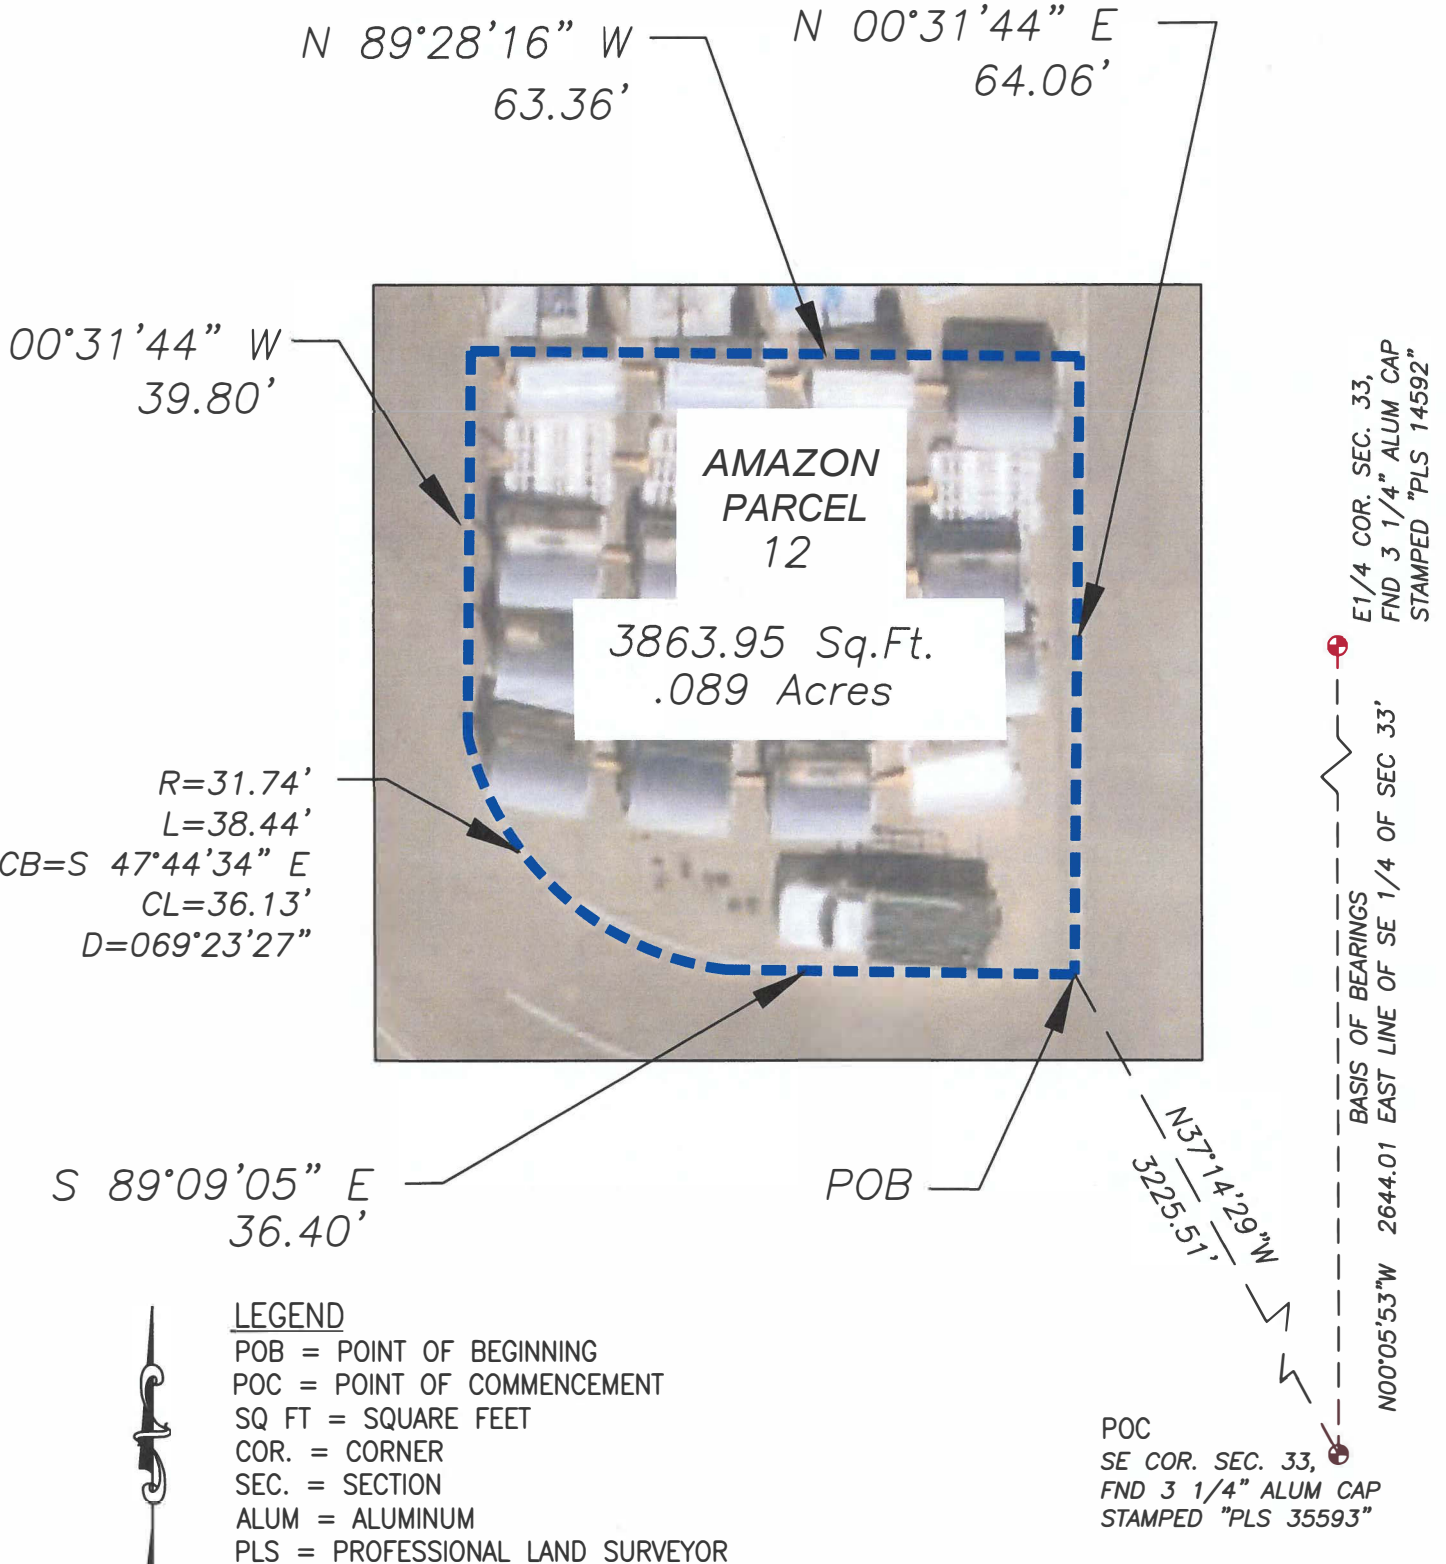 N 89°28'16" W
63.36'
N 00°31'44" E
64.06'
00°31'44" W
39.80'
AMAZON
PARCEL
12
3863.95 Sq.Ft.
.089 Acres
R=31.74'
L=38.44'
CB=S 47°44'34" E
CL=36.13'
D=069°23'27"
S 89°09'05" E
36.40'
POB
N37°14'29"W
3225.51'
E1/4 COR. SEC. 33,
FND 3 1/4" ALUM CAP
STAMPED "PLS 14592"
BASIS OF BEARINGS
N00°05'53"W 2644.01 EAST LINE OF SE 1/4 OF SEC 33'
POC
SE COR. SEC. 33,
FND 3 1/4" ALUM CAP
STAMPED "PLS 35593"
LEGEND
POB = POINT OF BEGINNING
POC = POINT OF COMMENCEMENT
SQ FT = SQUARE FEET
COR. = CORNER
SEC. = SECTION
ALUM = ALUMINUM
PLS = PROFESSIONAL LAND SURVEYOR